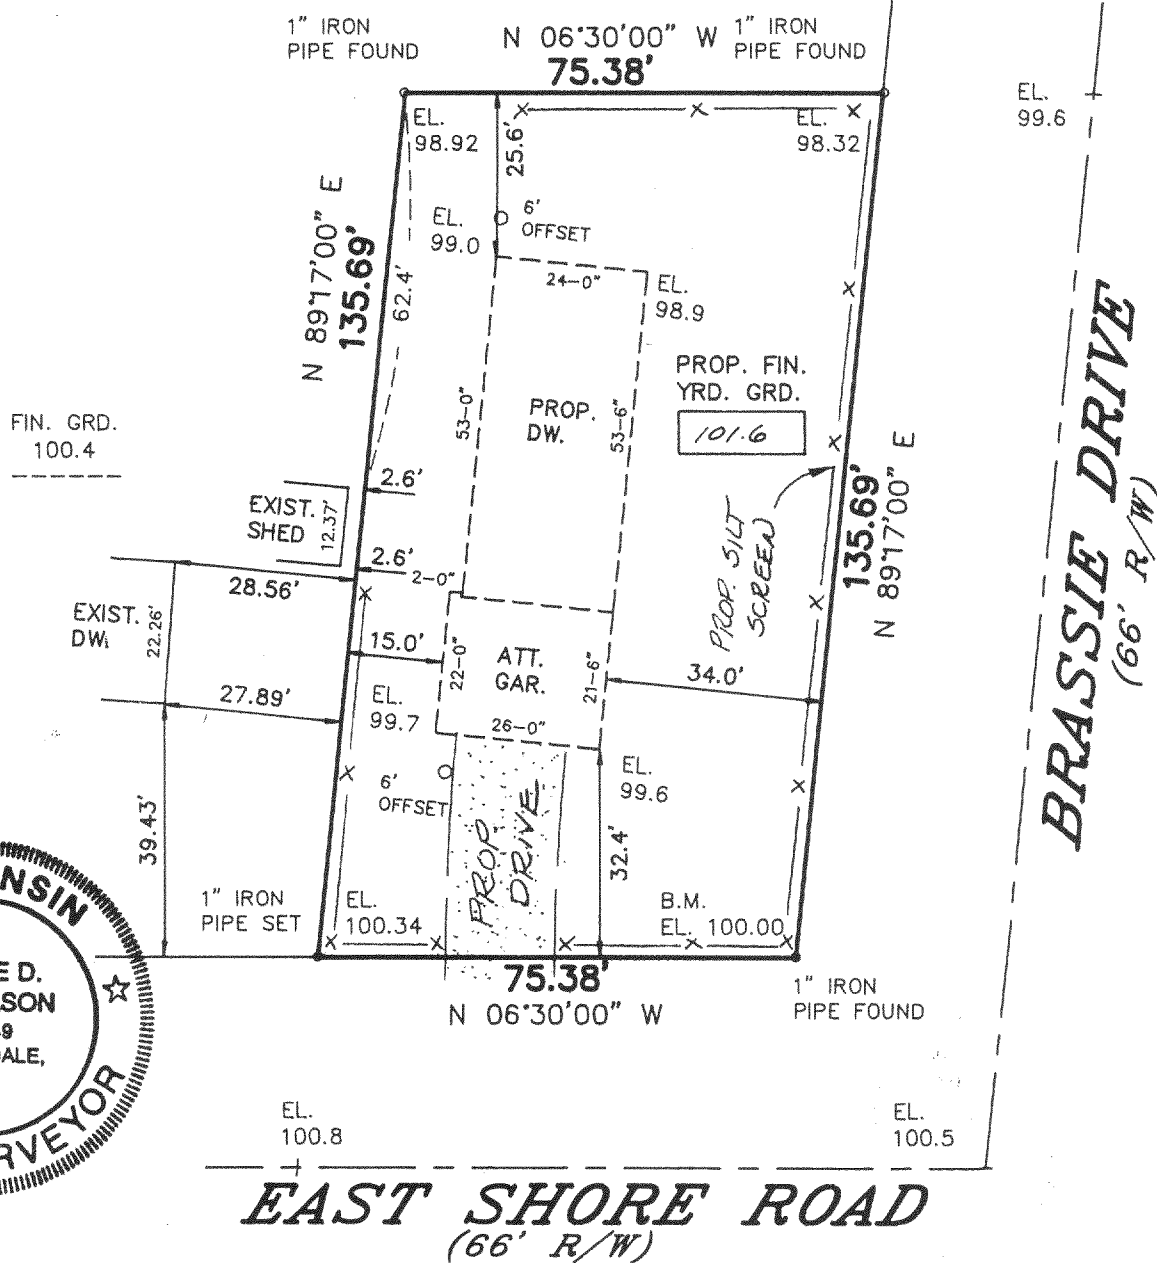 1" IRON
PIPE FOUND
N 06°30'00" W
75.38'
1" IRON
PIPE FOUND
EL.
99.6
EL.
98.92
25.6'
EL.
98.32
N 89°17'00" E
135.69'
62.4'
EL.
99.0
6'
OFFSET
24-0"
EL.
98.9
PROP. FIN.
YRD. GRD.
101.6
FIN. GRD.
100.4
53-0"
PROP.
DW.
53-6"
2.6'
EXIST.
SHED
12.37'
PROP. SILT
SCREEN
135.69'
N 89°17'00" E
BRASSIE DRIVE
(66' R/W)
28.56'
2.6'
2-0"
EXIST.
DW.
22.26'
15.0'
22-0"
ATT.
GAR.
21-6"
34.0'
27.89'
EL.
99.7
26-0"
6'
OFFSET
EL.
99.6
39.43'
PROP.
DRIVE
32.4'
1" IRON
PIPE SET
EL.
100.34
B.M.
EL. 100.00
75.38'
N 06°30'00" W
1" IRON
PIPE FOUND
NSIN
E D.
SON
9
ALE,
RVEYOR
EL.
100.8
EL.
100.5
EAST SHORE ROAD
(66' R/W)